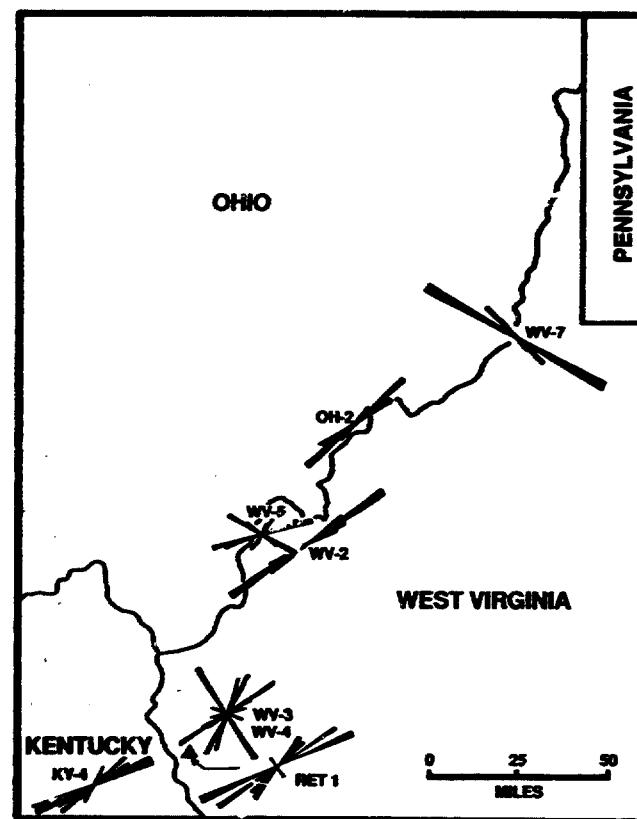 OHIO
PENNSYLVANIA
WV-7
OH-2
WV-5
WV-2
WEST VIRGINIA
WV-3
WV-4
KENTUCKY
KY-4
RET 1
0 25 50
MILES